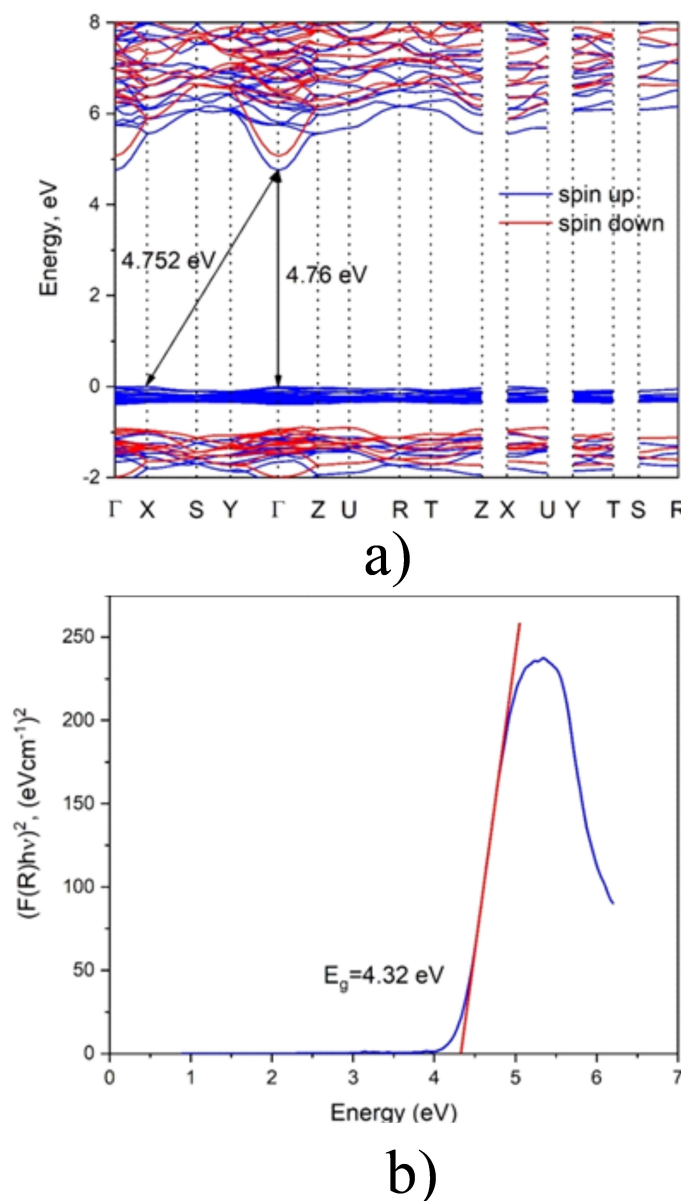 8
6
4
2
0
-2
Energy, eV
spin up
spin down
4.752 eV
4.76 eV
Γ X S Y Γ Z U R T Z X U Y T S R
a)
250
200
150
100
50
0
(F(R)hν)², (eVcm⁻¹)²
E_g=4.32 eV
0 1 2 3 4 5 6 7
Energy (eV)
b)